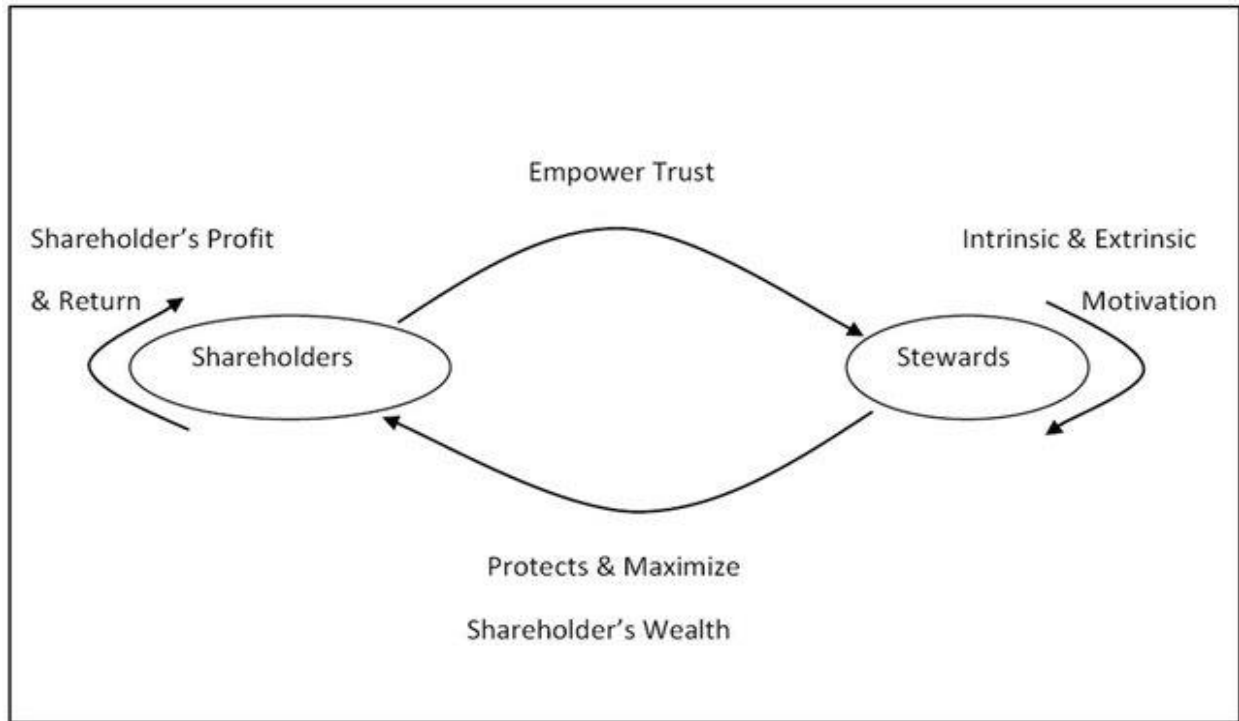 Empower Trust
Shareholder’s Profit
& Return
Intrinsic & Extrinsic
Motivation
Shareholders
Stewards
Protects & Maximize
Shareholder’s Wealth